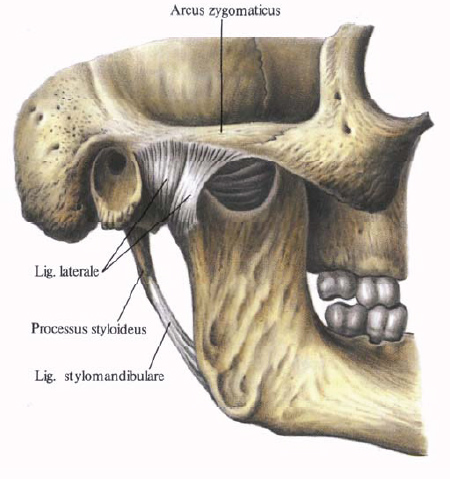 Arcus zygomaticus
Lig. laterale
Processus styloideus
Lig. stylomandibulare